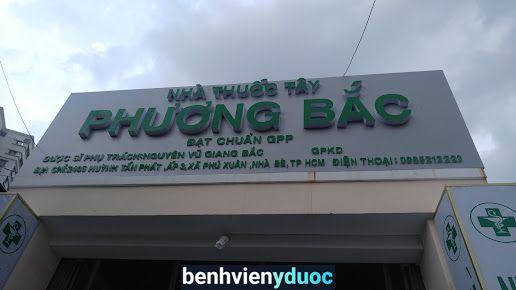 NHÀ THUỐC TÂY
PHƯƠNG BẮC
ĐẠT CHUẨN GPP
DƯỢC SĨ PHỤ TRÁCH:NGUYỄN VŨ GIANG BẮC GPKD
HUỲNH TẤN PHÁT ,ẤP 3,XÃ PHÚ XUÂN ,NHÀ BÈ,TP HCM ĐIỆN THOẠI :
benhvienyduoc